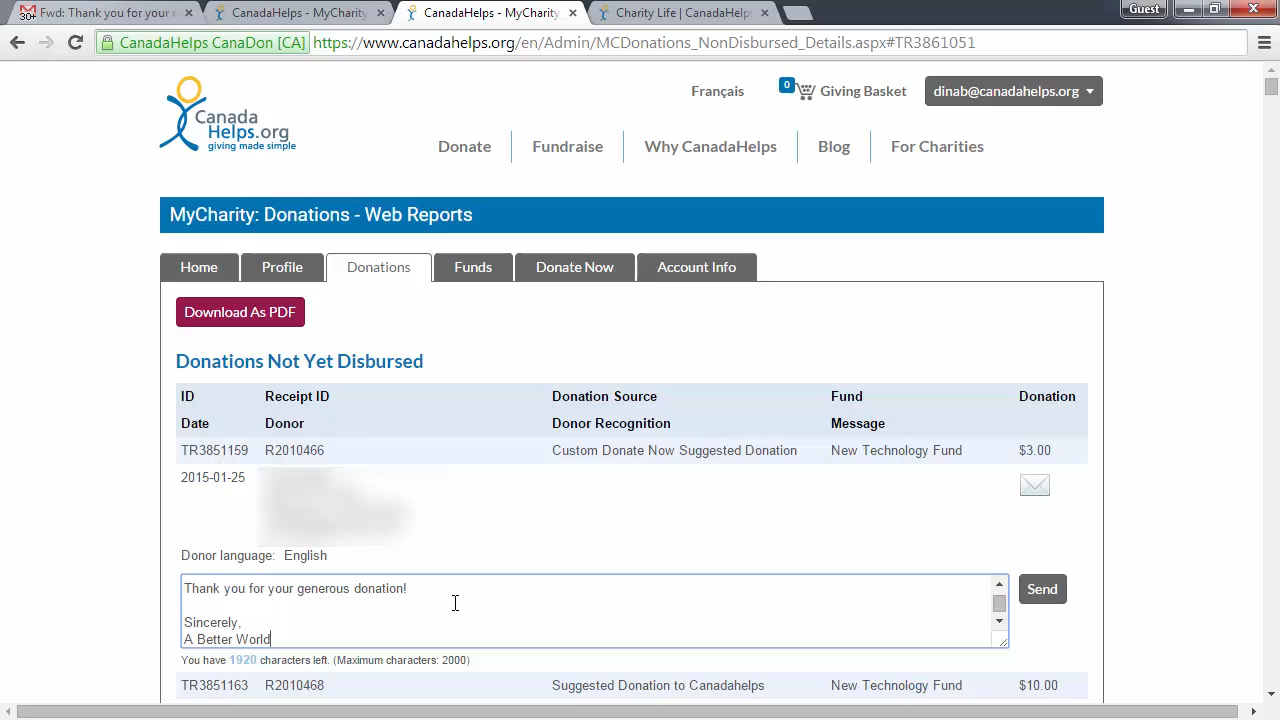 30+ Fwd: Thank you for your r × CanadaHelps - MyCharity × CanadaHelps - MyCharity × Charity Life | CanadaHelps × Guest
CanadaHelps CanaDon [CA] https://www.canadahelps.org/en/Admin/MCDonations_NonDisbursed_Details.aspx#TR3861051
Canada
Helps.org
giving made simple
Français 0 Giving Basket dinab@canadahelps.org
Donate Fundraise Why CanadaHelps Blog For Charities
MyCharity: Donations - Web Reports
Home Profile Donations Funds Donate Now Account Info
Download As PDF
Donations Not Yet Disbursed
ID Receipt ID Donation Source Fund Donation
Date Donor Donor Recognition Message
TR3851159 R2010466 Custom Donate Now Suggested Donation New Technology Fund $3.00
2015-01-25
Donor language: English
Thank you for your generous donation!
Send
Sincerely,
A Better World
You have 1920 characters left. (Maximum characters: 2000)
TR3851163 R2010468 Suggested Donation to Canadahelps New Technology Fund $10.00